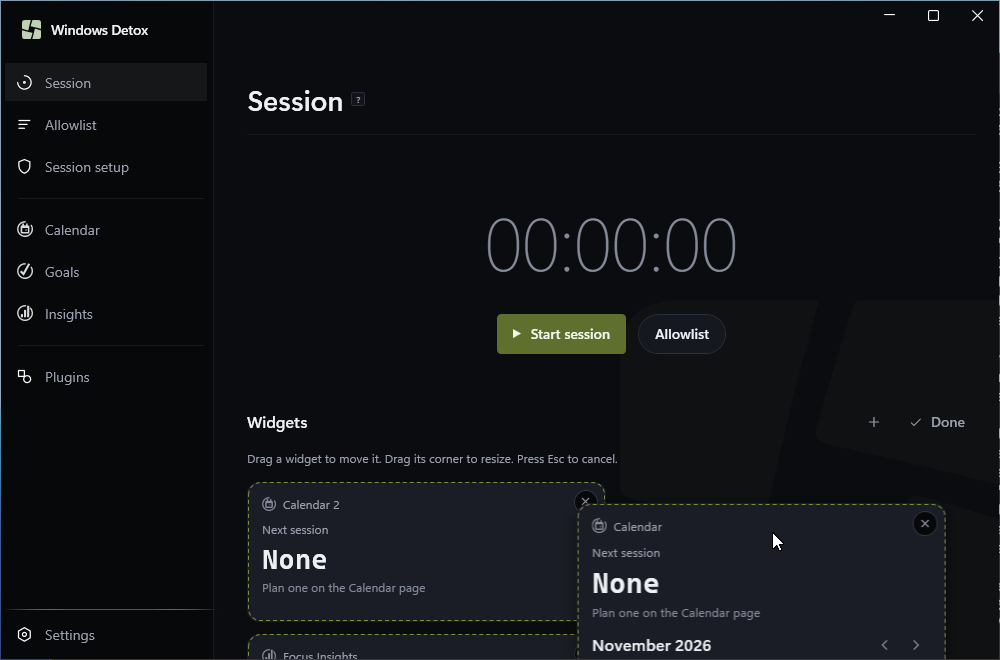 Windows Detox
Session
Allowlist
Session setup
Calendar
Goals
Insights
Plugins
Settings
Session ?
00:00:00
Start session
Allowlist
Widgets
Done
Drag a widget to move it. Drag its corner to resize. Press Esc to cancel.
Calendar 2
Next session
None
Plan one on the Calendar page
Focus Insights
Calendar
Next session
None
Plan one on the Calendar page
November 2026